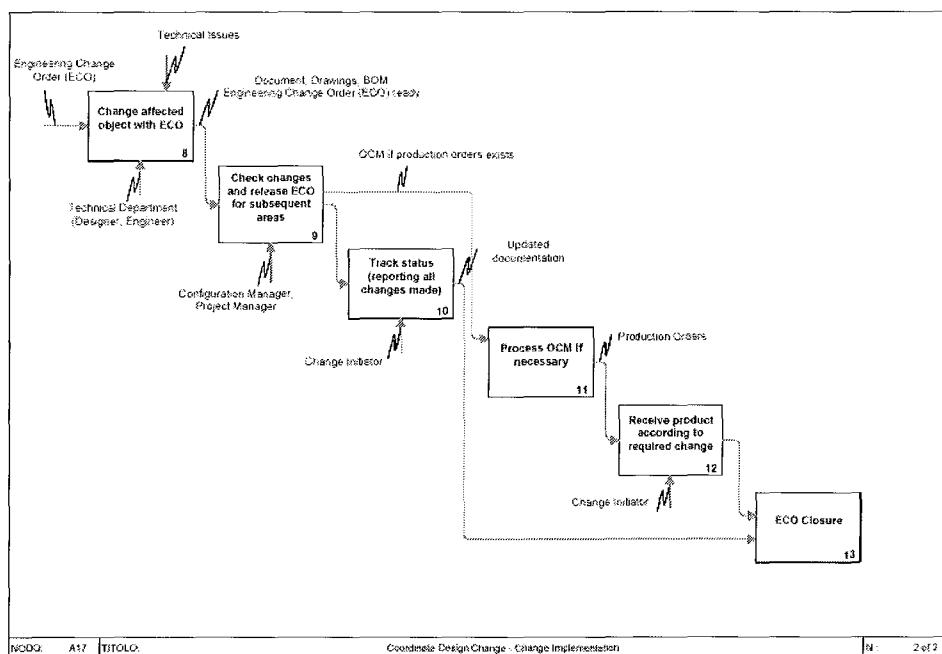 Technical Issues
Engineering Change
Order (ECO)
Document, Drawings, BOM
Engineering Change Order (ECO) ready
Change affected
object with ECO
8
OCM if production orders exists
Check changes
and release ECO
for subsequent
areas
9
Technical Department
(Designer, Engineer)
Updated
documentation
Track status
(reporting all
changes made)
10
Configuration Manager,
Project Manager
Process OCM if
necessary
11
Production Orders
Change Initiator
Receive product
according to
required change
12
Change Initiator
ECO Closure
13
NODO: A17 TITOLO: Coordinate Design Change - Change Implementation N.: 2 of 2